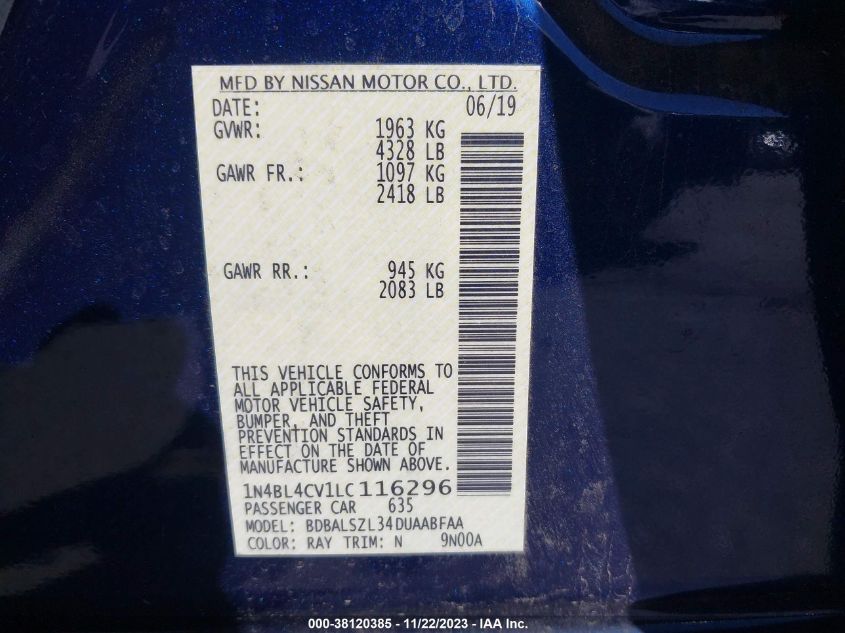 MFD BY NISSAN MOTOR CO., LTD.
DATE: 06/19
GVWR: 1963 KG
4328 LB
GAWR FR.: 1097 KG
2418 LB
GAWR RR.: 945 KG
2083 LB
THIS VEHICLE CONFORMS TO
ALL APPLICABLE FEDERAL
MOTOR VEHICLE SAFETY,
BUMPER, AND THEFT
PREVENTION STANDARDS IN
EFFECT ON THE DATE OF
MANUFACTURE SHOWN ABOVE.
1N4BL4CV1LC116296
PASSENGER CAR 635
MODEL: BDBALSZL34DUAABFAA
COLOR: RAY TRIM: N 9N00A
000-38120385 - 11/22/2023 - IAA Inc.